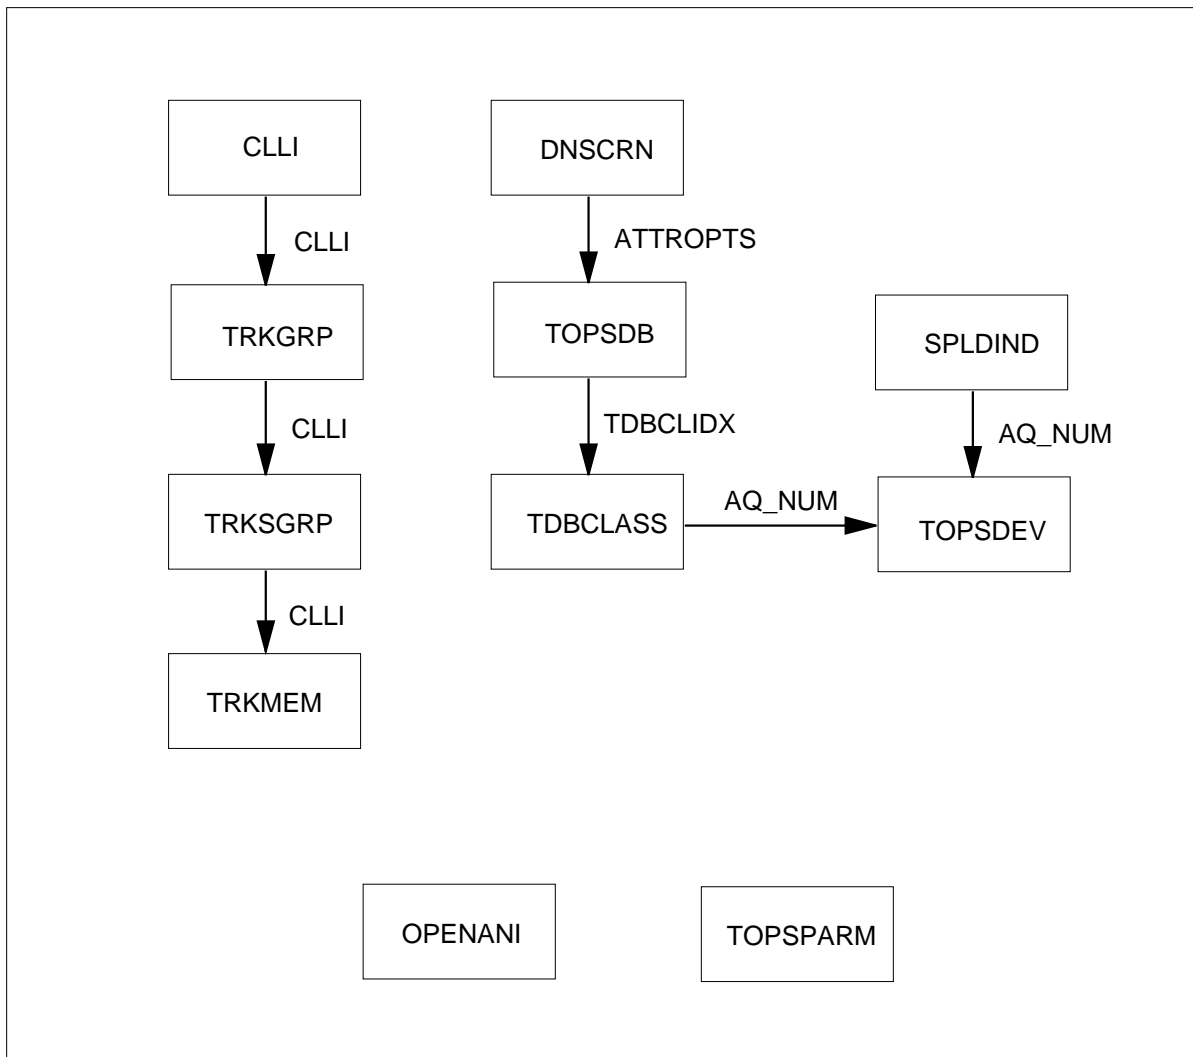 CLLI
DNSCRN
CLLI
ATTROPTS
TRKGRP
TOPSDB
SPLDIND
CLLI
TDBCLIDX
AQ_NUM
TRKSGRP
TDBCLASS
AQ_NUM
TOPSDEV
CLLI
TRKMEM
OPENANI
TOPSPARM